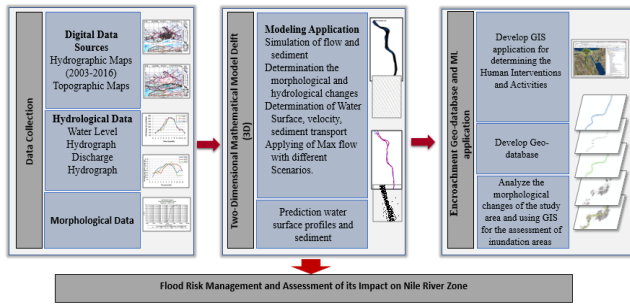 Data Collection
Digital Data
Sources
Hydrographic Maps
(2003-2016)
Topographic Maps
Hydrological Data
Water Level
Hydrograph
Discharge
Hydrograph
Morphological Data
Two-Dimensional Mathematical Model Delft
(3D)
Modeling Application
Simulation of flow and
sediment
Determination the
morphological and
hydrological changes
Determination of Water
Surface, velocity,
sediment transport
Applying of Max flow
with different
Scenarios.
Prediction water
surface profiles and
sediment
Encroachment Geo-database and ML
application
Develop GIS
application for
determining the
Human Interventions
and Activities
Develop Geo-
database
Analyze the
morphological
changes of the study
area and using GIS
for the assessment of
inundation areas
Flood Risk Management and Assessment of its Impact on Nile River Zone